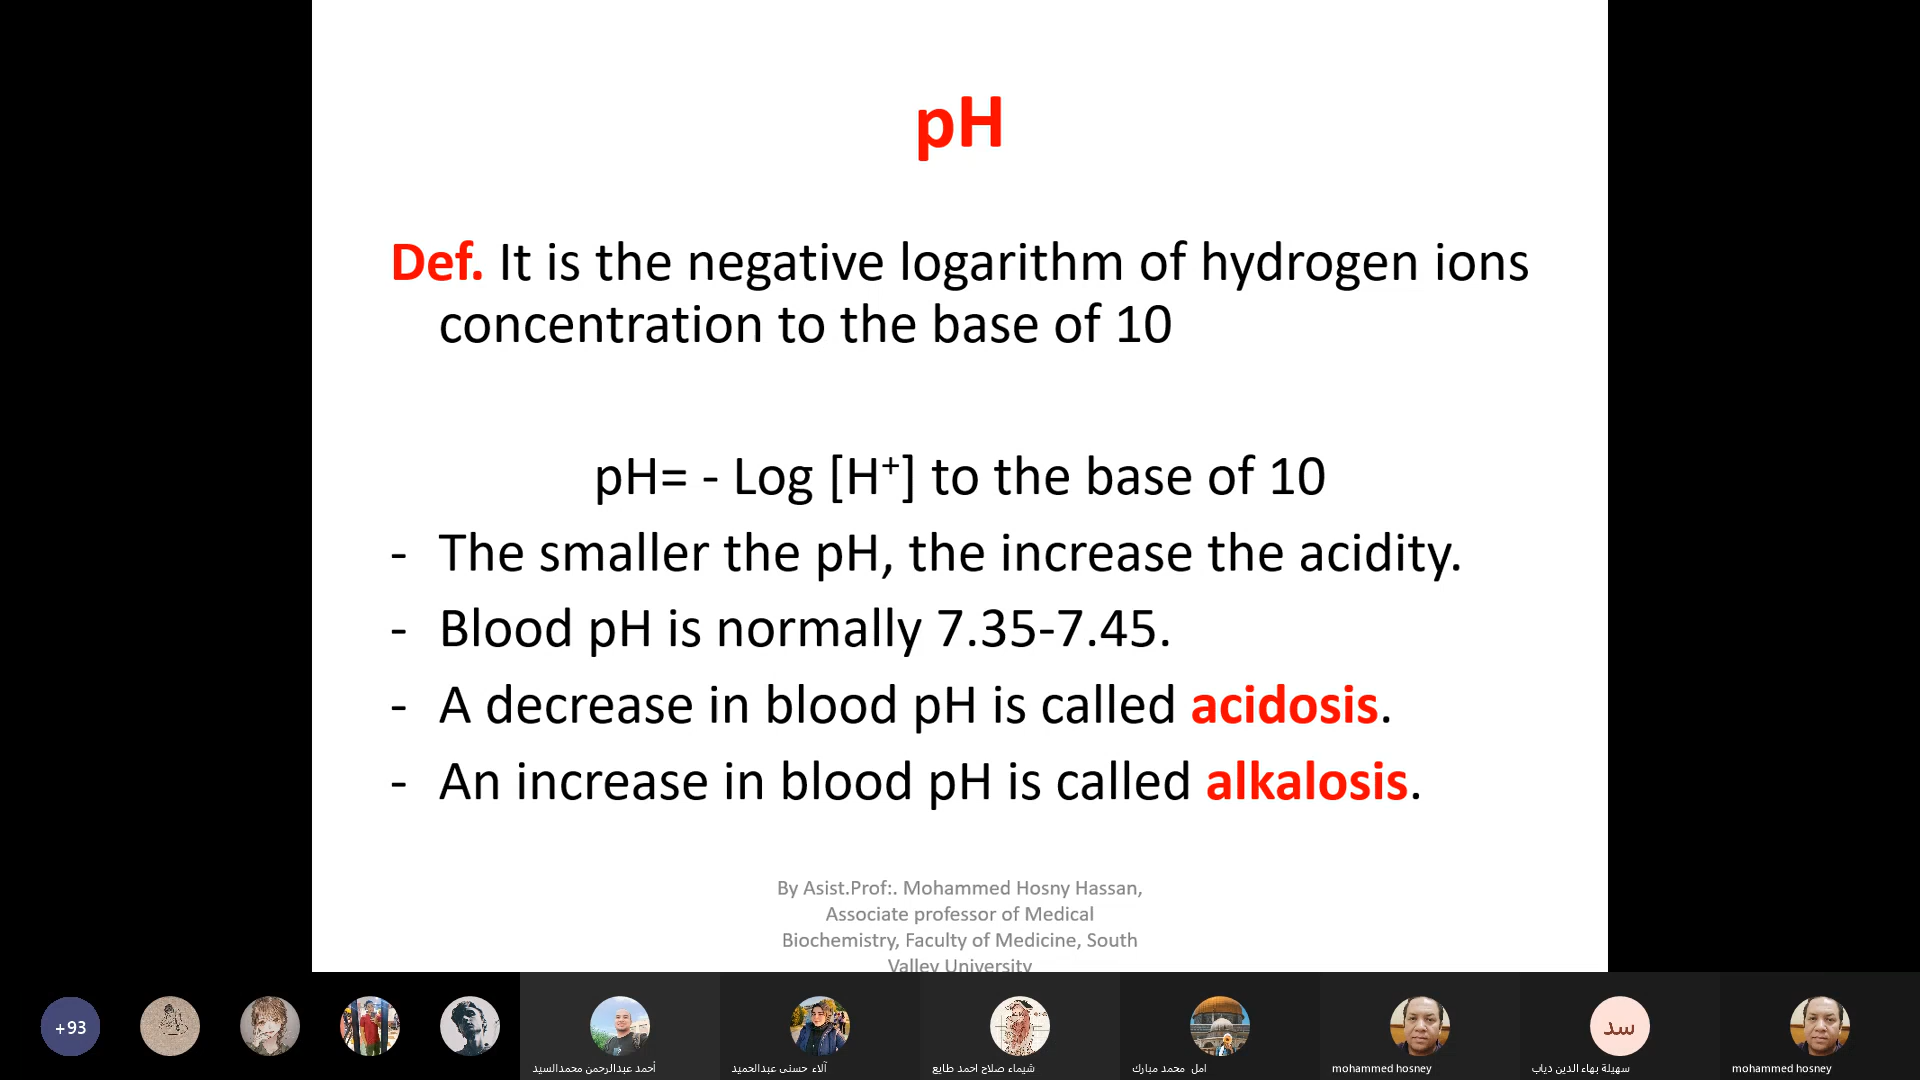 pH
Def. It is the negative logarithm of hydrogen ions
concentration to the base of 10
pH= - Log [H⁺] to the base of 10
- The smaller the pH, the increase the acidity.
- Blood pH is normally 7.35-7.45.
- A decrease in blood pH is called acidosis.
- An increase in blood pH is called alkalosis.
By Asist.Prof:. Mohammed Hosny Hassan,
Associate professor of Medical
Biochemistry, Faculty of Medicine, South
Valley University
+93
أحمد عبدالرحمن محمدالسيد
آلاء حسنى عبدالحميد
شيماء صلاح احمد طايع
امل محمد مبارك
mohammed hosney
سد
سهيلة بهاء الدين دياب
mohammed hosney